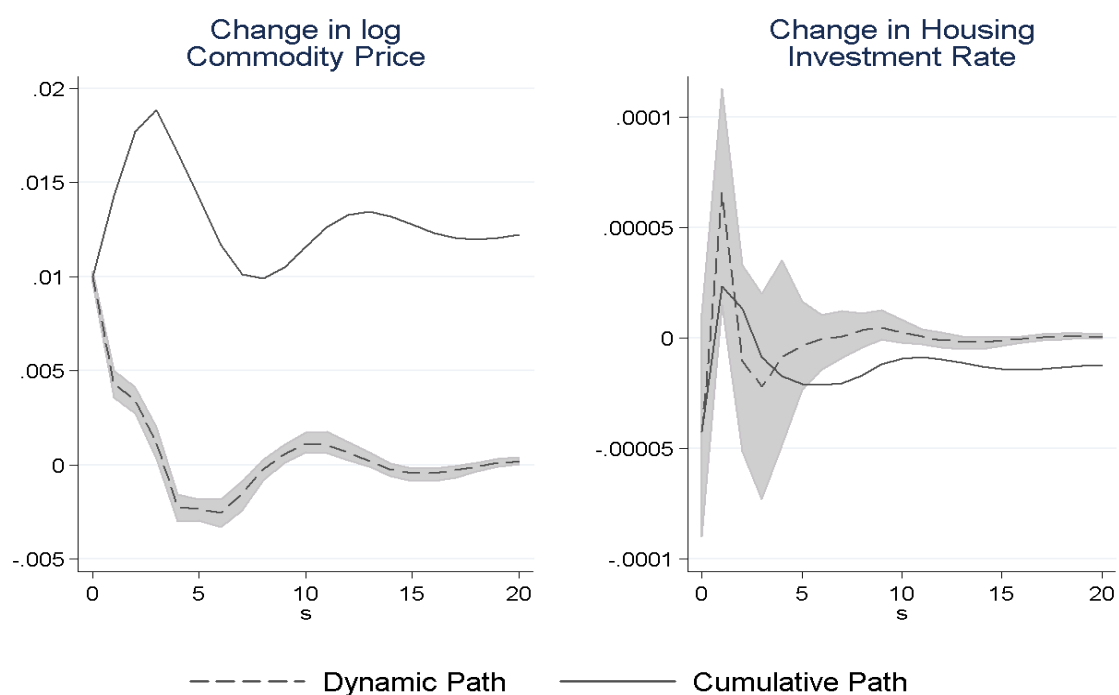 Change in log
Commodity Price
.02
.015
.01
.005
0
-.005
0 5 10 15 20
s
Change in Housing
Investment Rate
.0001
.00005
0
-.00005
-.0001
0 5 10 15 20
s
Dynamic Path Cumulative Path